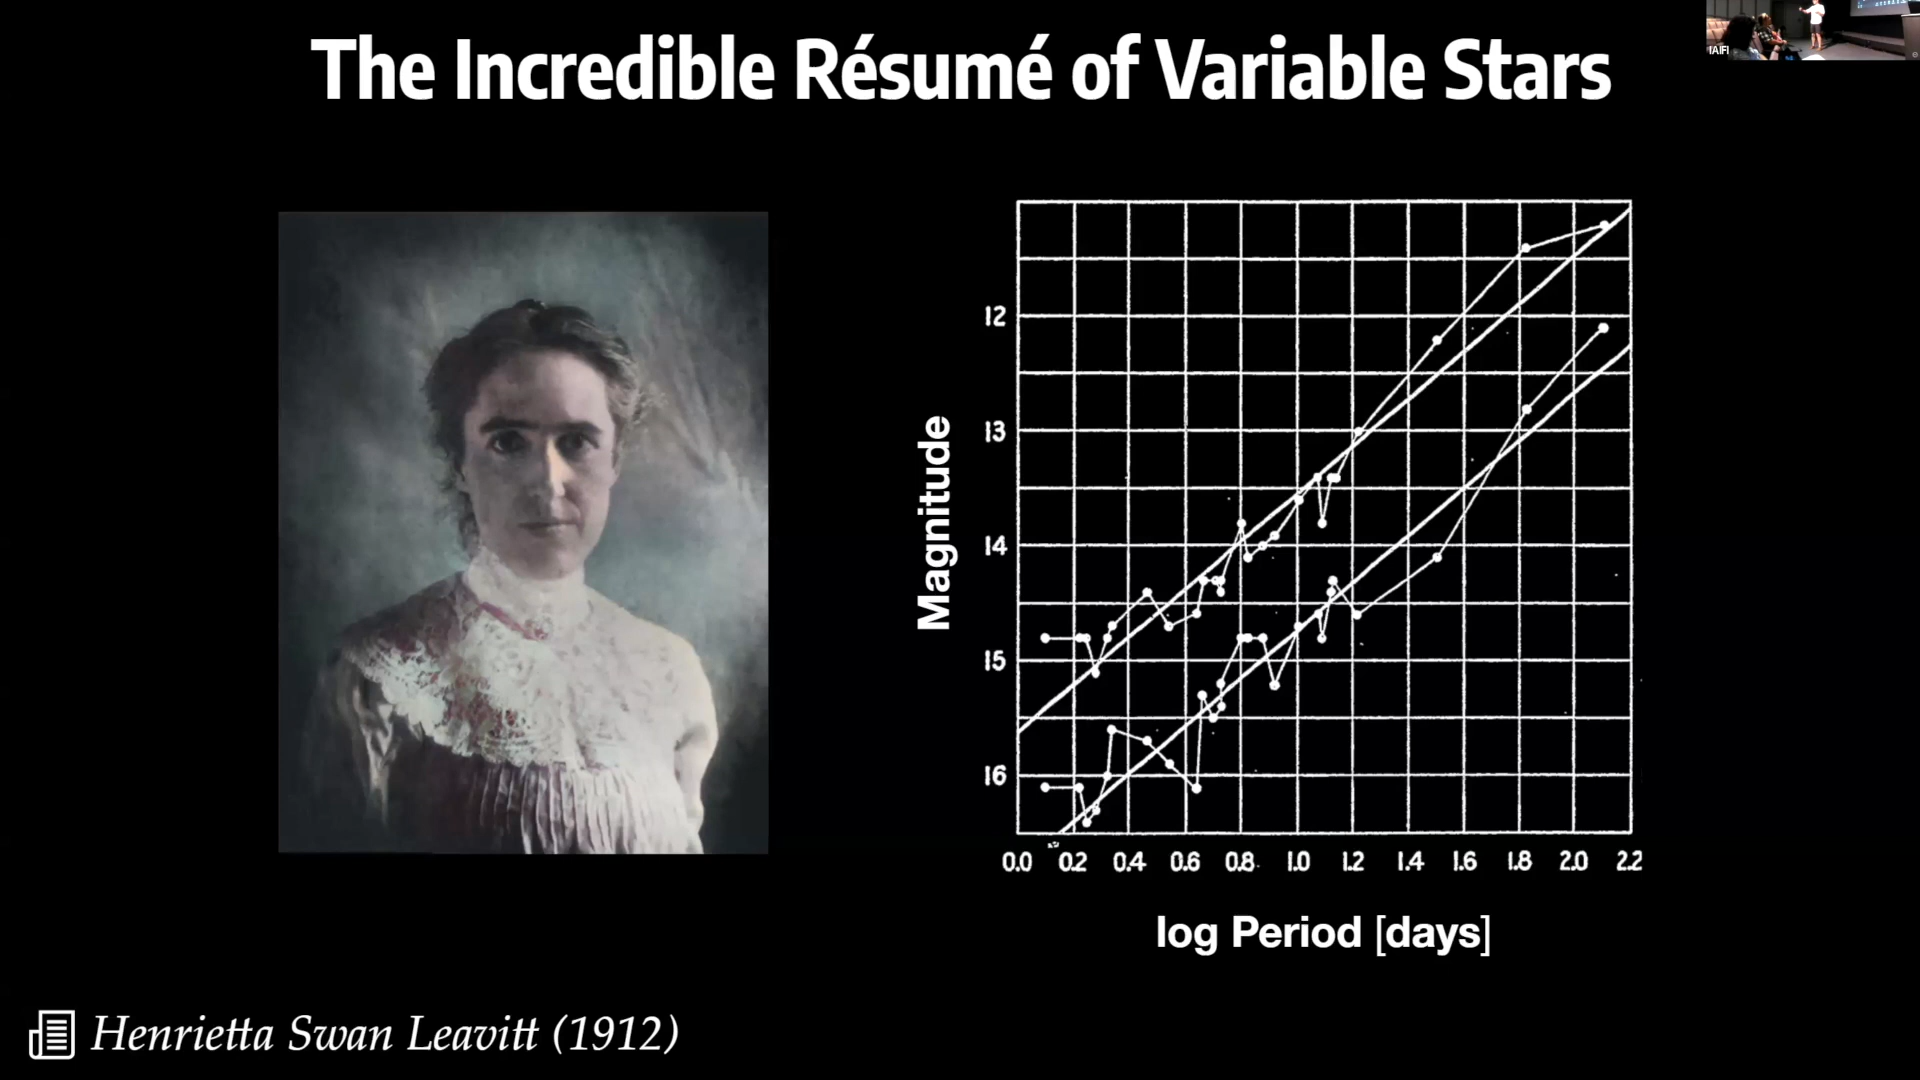 The Incredible Résumé of Variable Stars
IAIFI
Magnitude
12
13
14
15
16
0.0 0.2 0.4 0.6 0.8 1.0 1.2 1.4 1.6 1.8 2.0 2.2
log Period [days]
Henrietta Swan Leavitt (1912)